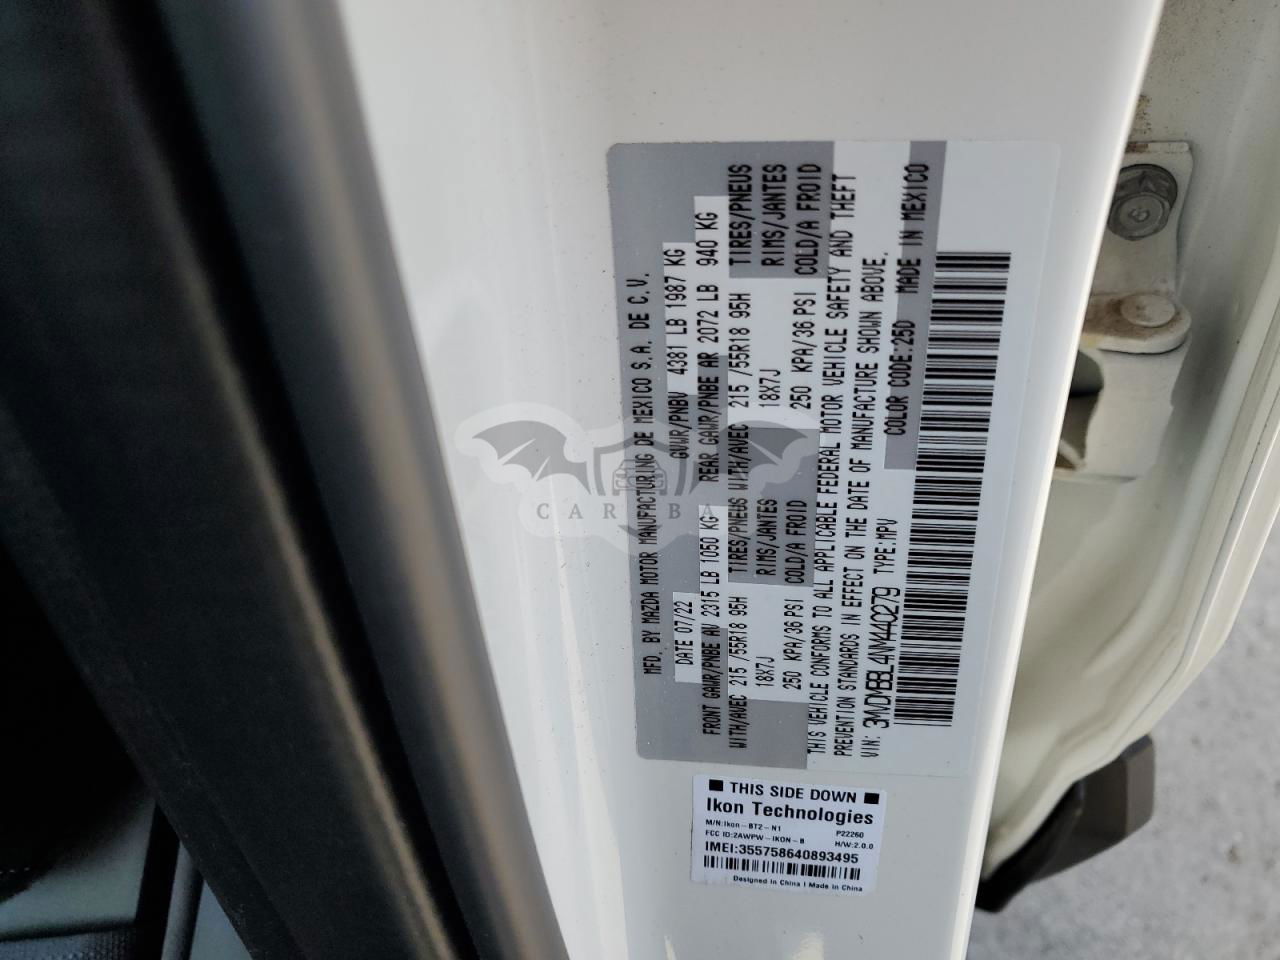 MFD. BY MAZDA MOTOR MANUFACTURING DE MEXICO S.A. DE C.V.
DATE 07/22 GVWR/PNBV 4381 LB 1987 KG
FRONT GAWR/PNBE AV 2315 LB 1050 KG REAR GAWR/PNBE AR 2072 LB 940 KG
WITH/AVEC 215 /55R18 95H TIRES/PNEUS WITH/AVEC 215 /55R18 95H TIRES/PNEUS
18X7J RIMS/JANTES 18X7J RIMS/JANTES
250 KPA/36 PSI COLD/A FROID 250 KPA/36 PSI COLD/A FROID
THIS VEHICLE CONFORMS TO ALL APPLICABLE FEDERAL MOTOR VEHICLE SAFETY AND THEFT
PREVENTION STANDARDS IN EFFECT ON THE DATE OF MANUFACTURE SHOWN ABOVE.
VIN: 3MVDMBBL4NM440279 TYPE:MPV COLOR CODE:25D MADE IN MEXICO
THIS SIDE DOWN
Ikon Technologies
M/N:Ikon-BT2-N1 P22260
FCC ID:2AWPW-IKON-B H/W:2.0.0
IMEI:355758640893495
Designed in China | Made in China